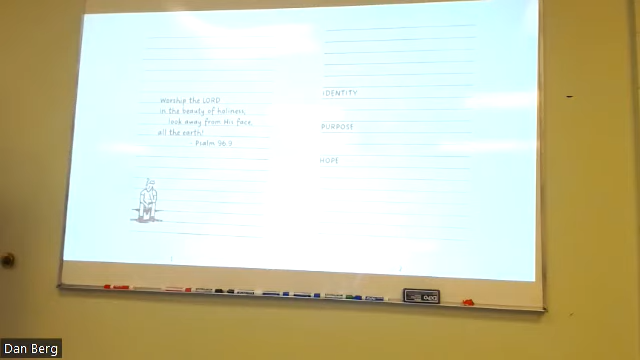 Worship the LORD
in the beauty of holiness;
look away from His face,
all the earth!
- Psalm 96:9
IDENTITY
PURPOSE
HOPE
EXPO
Dan Berg